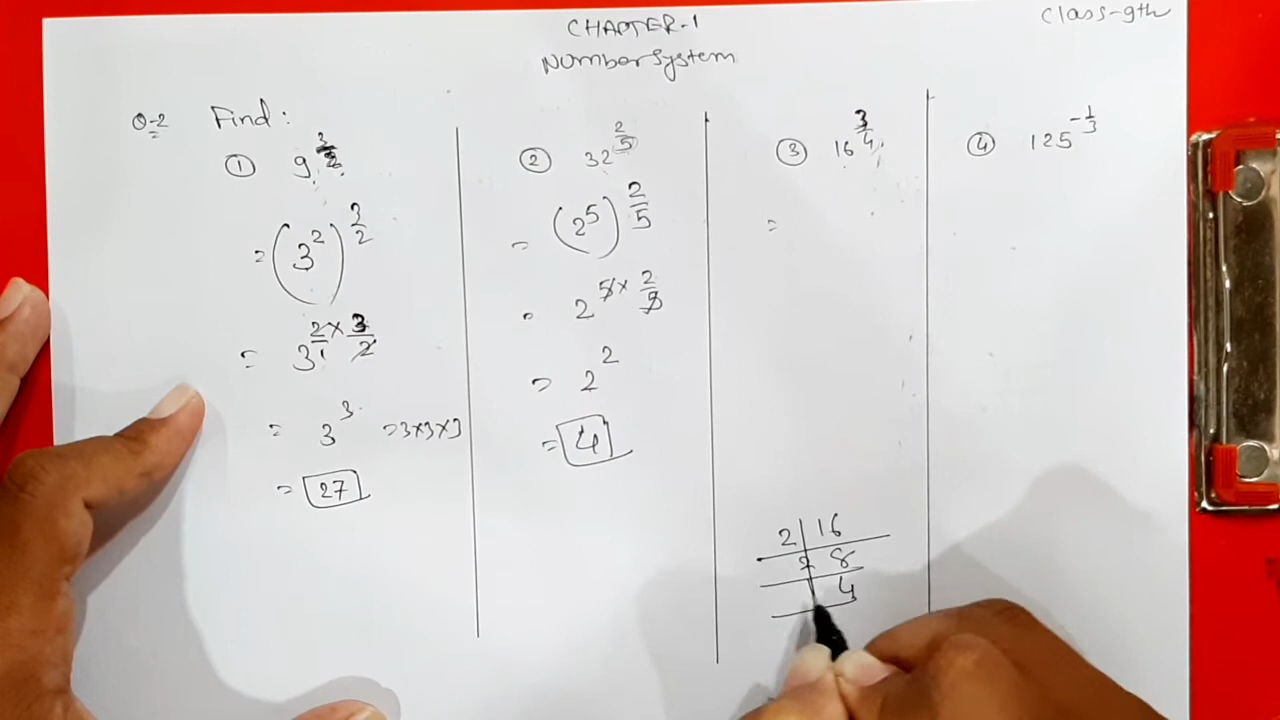 CHAPTER-1
Class-9th
Number System
Q-2 Find:
① 9^3/2
= (3^2)^3/2
= 3^2/1 × 3/2
= 3^3 = 3×3×3
= 27
② 32^2/5
= (2^5)^2/5
= 2^5 × 2/5
= 2^2
= 4
③ 16^3/4
=
2 | 16
2 | 8
4
④ 125^-1/3